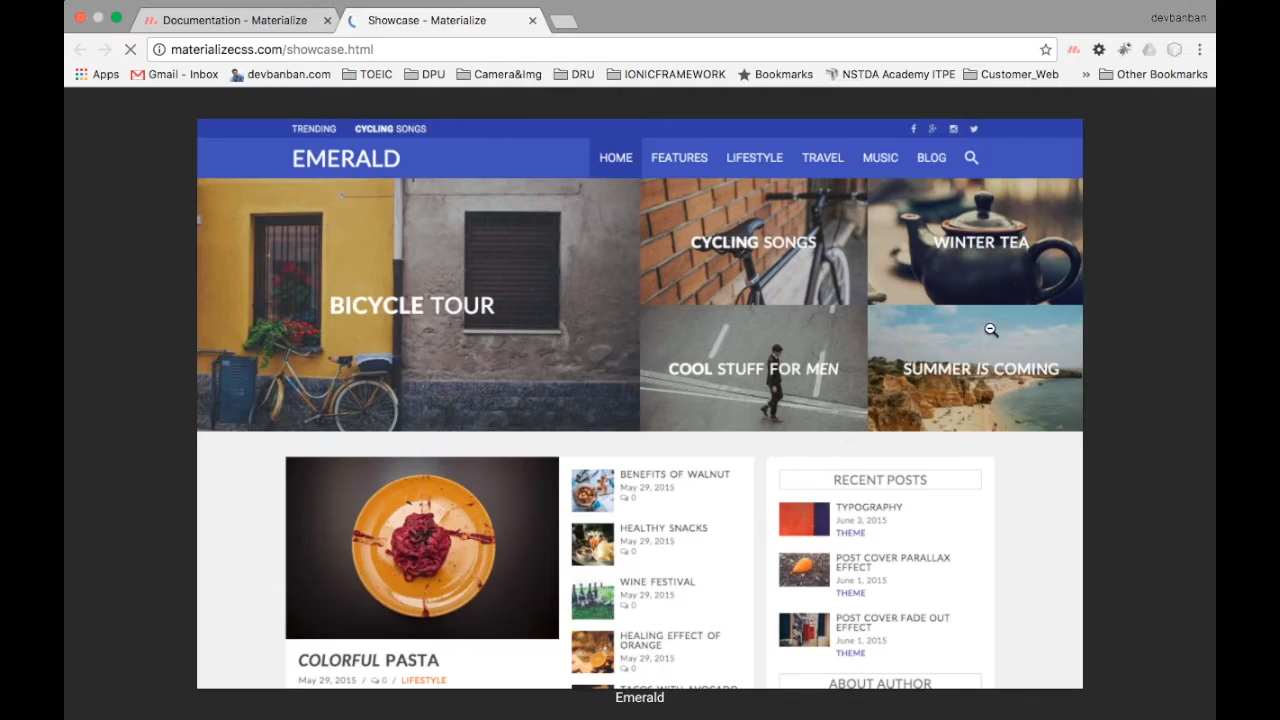 Documentation - Materialize
Showcase - Materialize
devbanban
materializecss.com/showcase.html
Apps
Gmail - Inbox
devbanban.com
TOEIC
DPU
Camera&Img
DRU
IONICFRAMEWORK
Bookmarks
NSTDA Academy ITPE
Customer_Web
»
Other Bookmarks
TRENDING
CYCLING SONGS
EMERALD
HOME
FEATURES
LIFESTYLE
TRAVEL
MUSIC
BLOG
BICYCLE TOUR
CYCLING SONGS
WINTER TEA
COOL STUFF FOR MEN
SUMMER IS COMING
COLORFUL PASTA
May 29, 2015 / 0 / LIFESTYLE
BENEFITS OF WALNUT
May 29, 2015
0
HEALTHY SNACKS
May 29, 2015
0
WINE FESTIVAL
May 29, 2015
0
HEALING EFFECT OF
ORANGE
May 29, 2015
0
TACOS WITH AVOCADO
RECENT POSTS
TYPOGRAPHY
June 3, 2015
THEME
POST COVER PARALLAX
EFFECT
June 1, 2015
THEME
POST COVER FADE OUT
EFFECT
June 1, 2015
THEME
ABOUT AUTHOR
Emerald